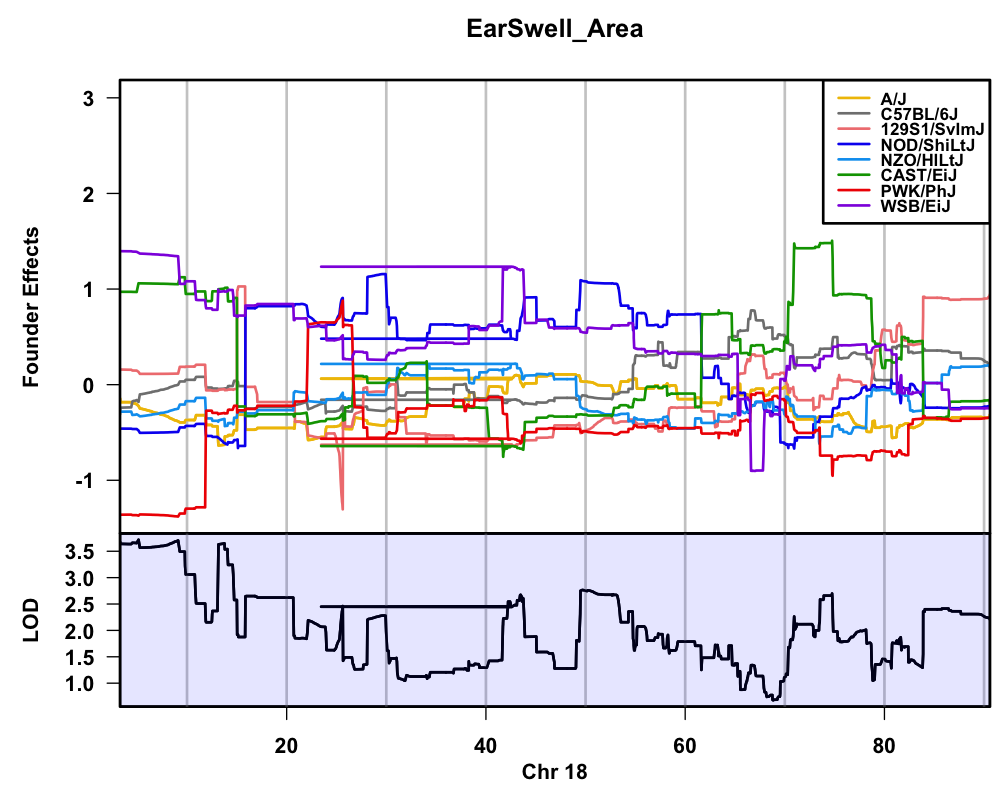 EarSwell_Area
Founder Effects
3
2
1
0
-1
A/J
C57BL/6J
129S1/SvImJ
NOD/ShiLtJ
NZO/HlLtJ
CAST/EiJ
PWK/PhJ
WSB/EiJ
LOD
3.5
3.0
2.5
2.0
1.5
1.0
20 40 60 80
Chr 18